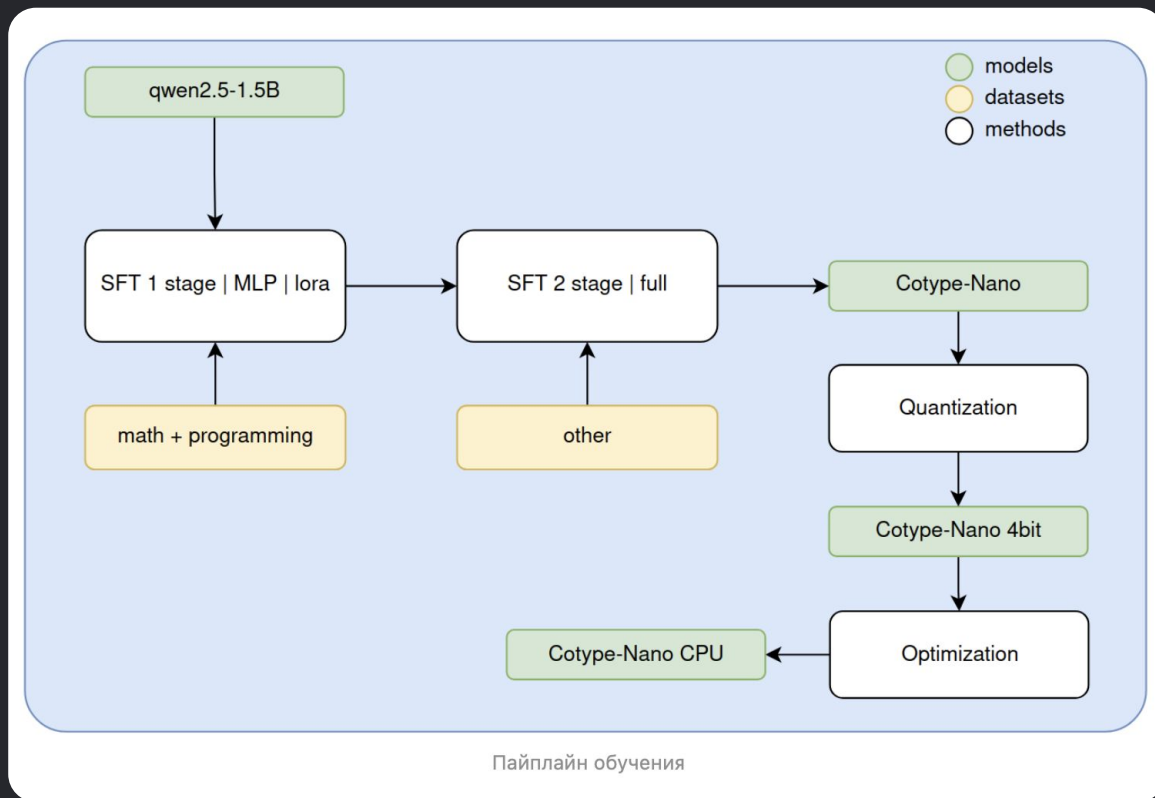 qwen2.5-1.5B
models
datasets
methods
SFT 1 stage | MLP | lora
SFT 2 stage | full
Cotype-Nano
math + programming
other
Quantization
Cotype-Nano 4bit
Optimization
Cotype-Nano CPU
Пайплайн обучения